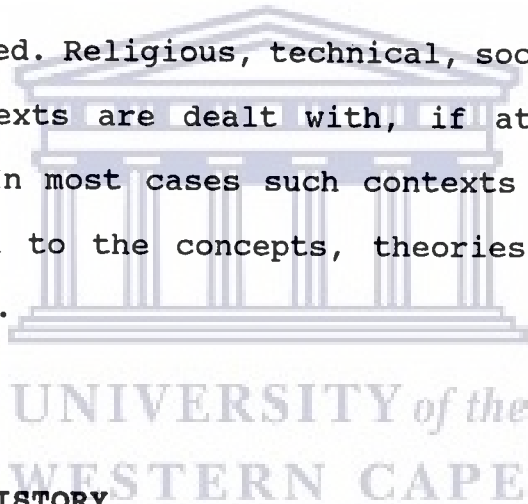 ed. Religious, technical, soc
exts are dealt with, if at
n most cases such contexts
to the concepts, theories
.
UNIVERSITY of the
WESTERN CAPE
ISTORY